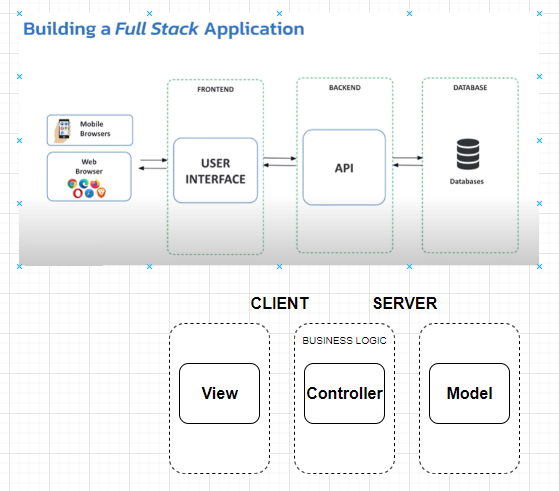 Building a Full Stack Application
FRONTEND
BACKEND
DATABASE
Mobile
Browsers
Web
Browser
USER
INTERFACE
API
Databases
CLIENT
SERVER
BUSINESS LOGIC
View
Controller
Model